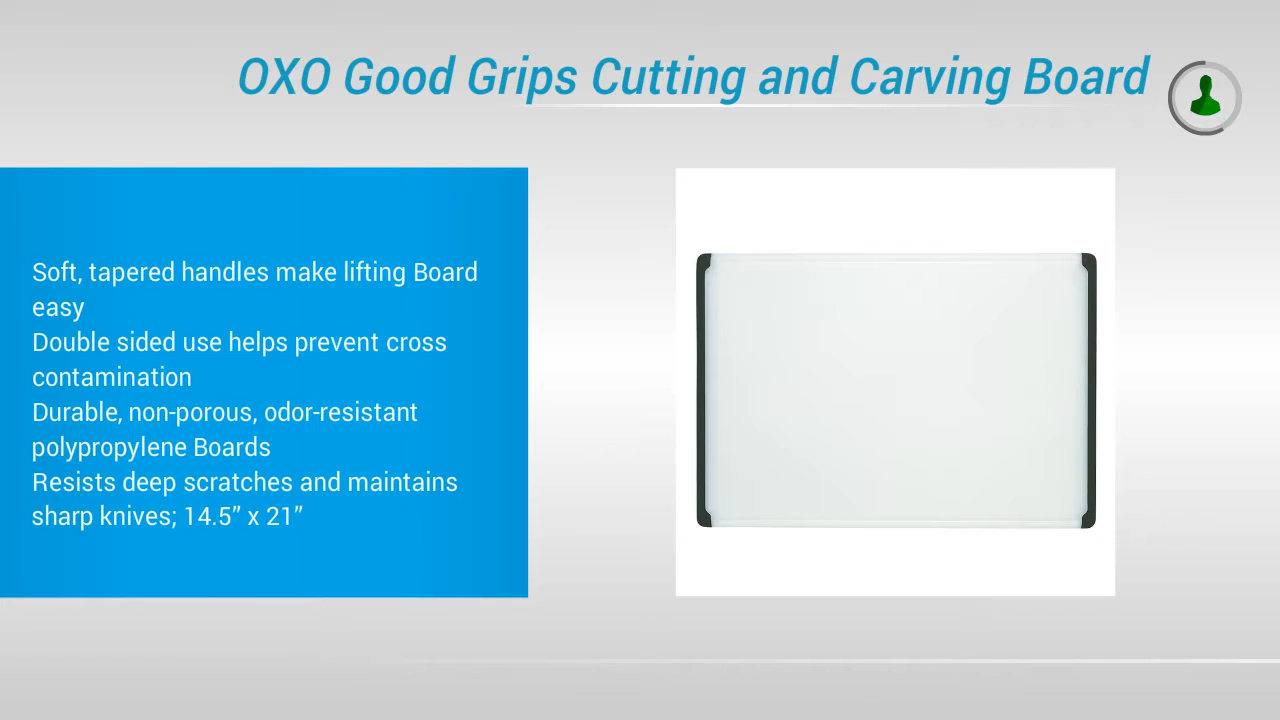 OXO Good Grips Cutting and Carving Board
Soft, tapered handles make lifting Board
easy
Double sided use helps prevent cross
contamination
Durable, non-porous, odor-resistant
polypropylene Boards
Resists deep scratches and maintains
sharp knives; 14.5” x 21”